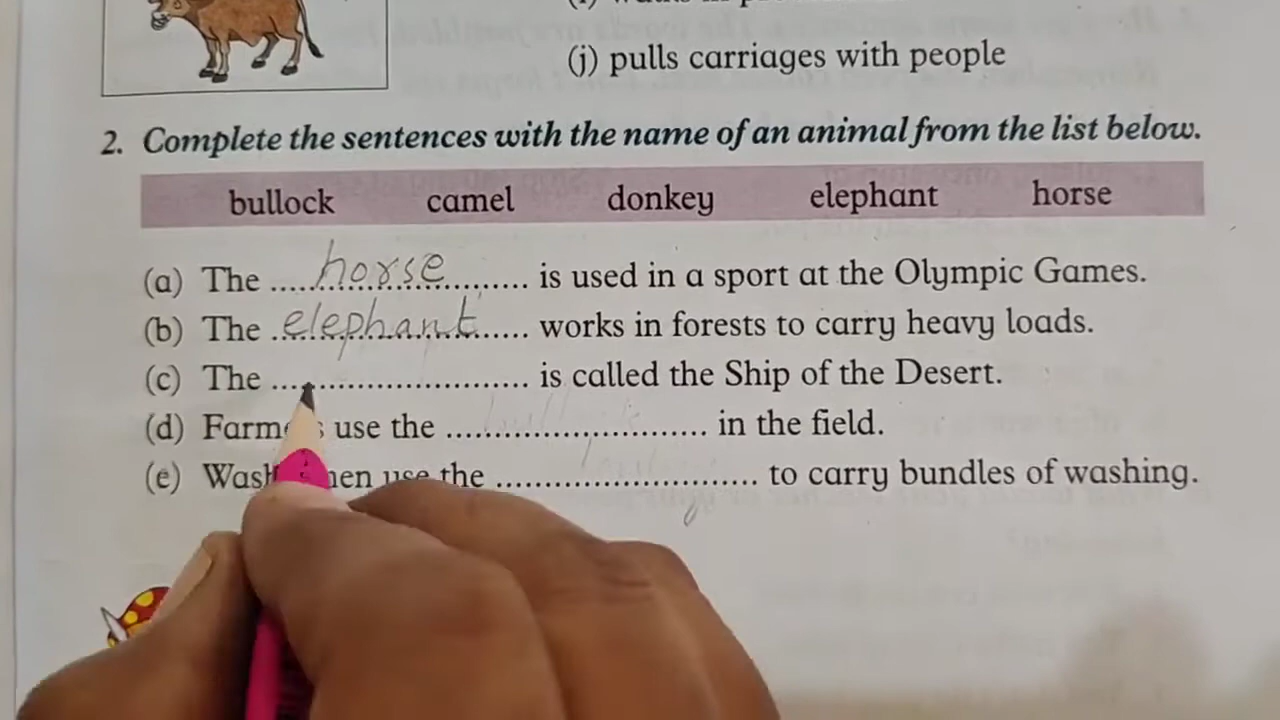 (j) pulls carriages with people
2. Complete the sentences with the name of an animal from the list below.
bullock camel donkey elephant horse
(a) The ....horse.... is used in a sport at the Olympic Games.
(b) The ....elephant.... works in forests to carry heavy loads.
(c) The .......................... is called the Ship of the Desert.
(d) use the .......................... in the field.
(e) use the .......................... to carry bundles of washing.